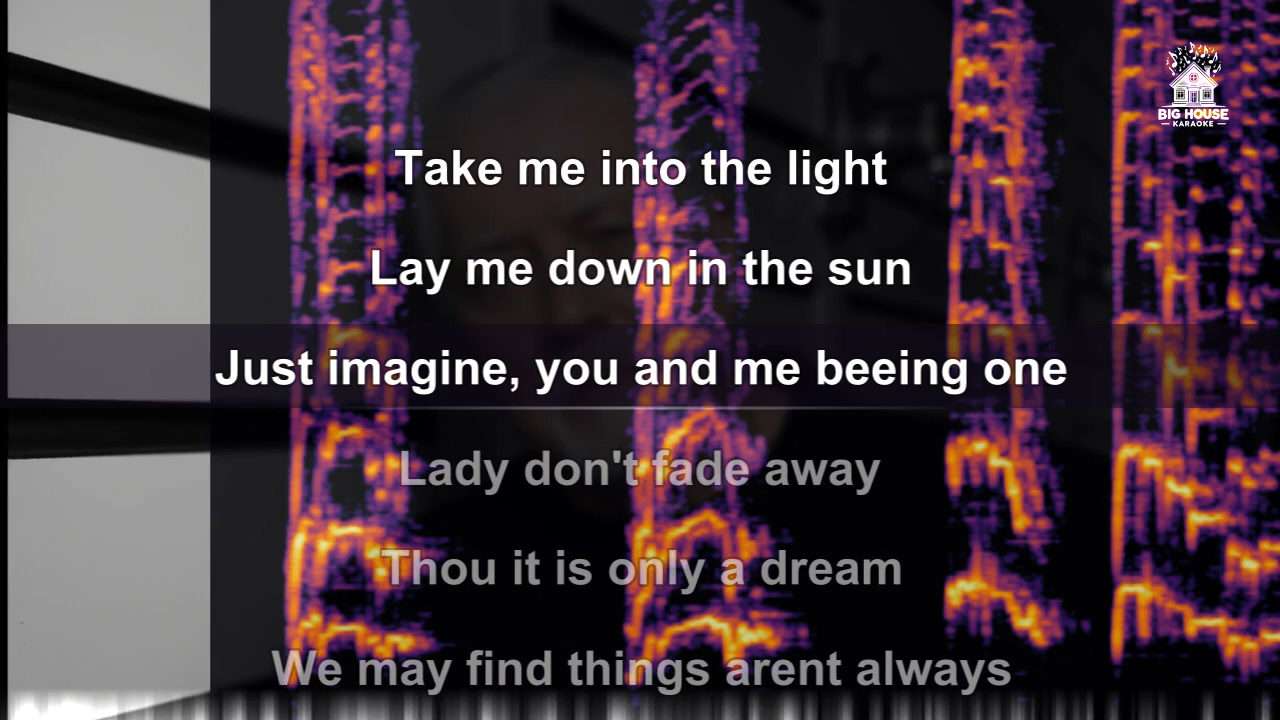 BIG HOUSE
KARAOKE
Take me into the light
Lay me down in the sun
Just imagine, you and me beeing one
Lady don't fade away
Thou it is only a dream
We may find things arent always